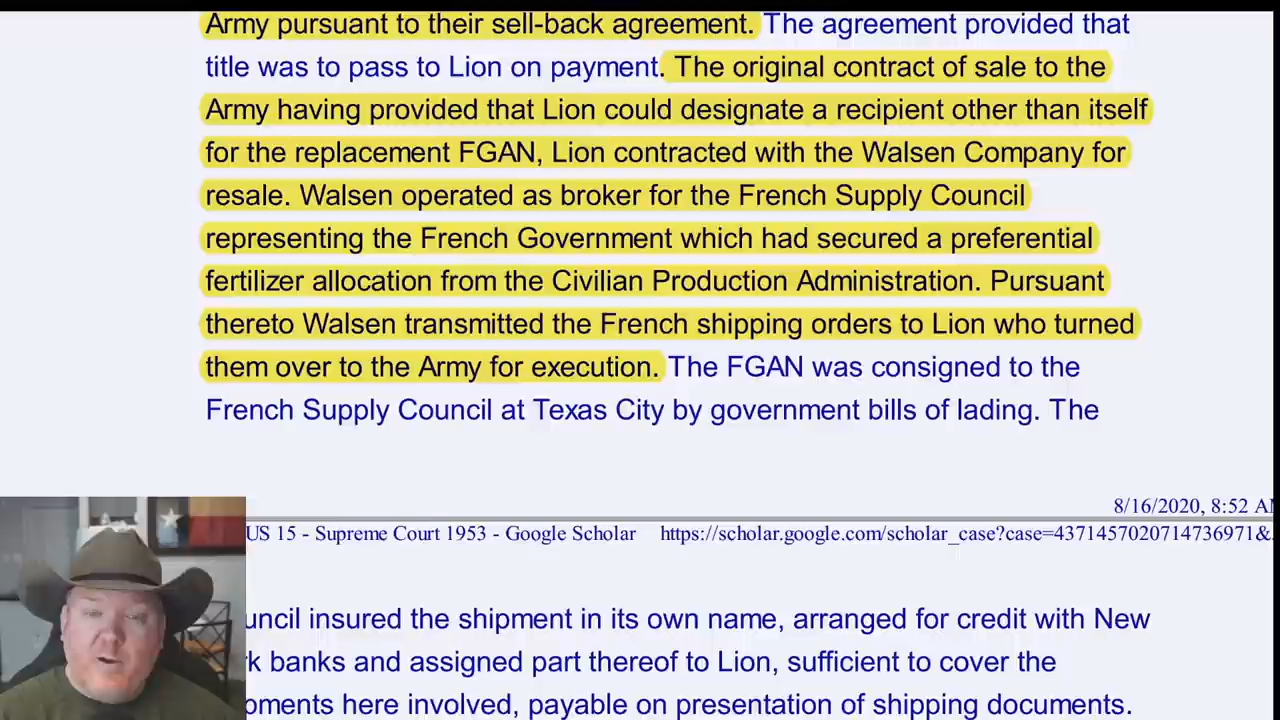 Army pursuant to their sell-back agreement. The agreement provided that
title was to pass to Lion on payment. The original contract of sale to the
Army having provided that Lion could designate a recipient other than itself
for the replacement FGAN, Lion contracted with the Walsen Company for
resale. Walsen operated as broker for the French Supply Council
representing the French Government which had secured a preferential
fertilizer allocation from the Civilian Production Administration. Pursuant
thereto Walsen transmitted the French shipping orders to Lion who turned
them over to the Army for execution. The FGAN was consigned to the
French Supply Council at Texas City by government bills of lading. The
8/16/2020, 8:52 A
US 15 - Supreme Court 1953 - Google Scholar https://scholar.google.com/scholar_case?case=4371457020714736971&
uncil insured the shipment in its own name, arranged for credit with New
k banks and assigned part thereof to Lion, sufficient to cover the
pments here involved, payable on presentation of shipping documents.